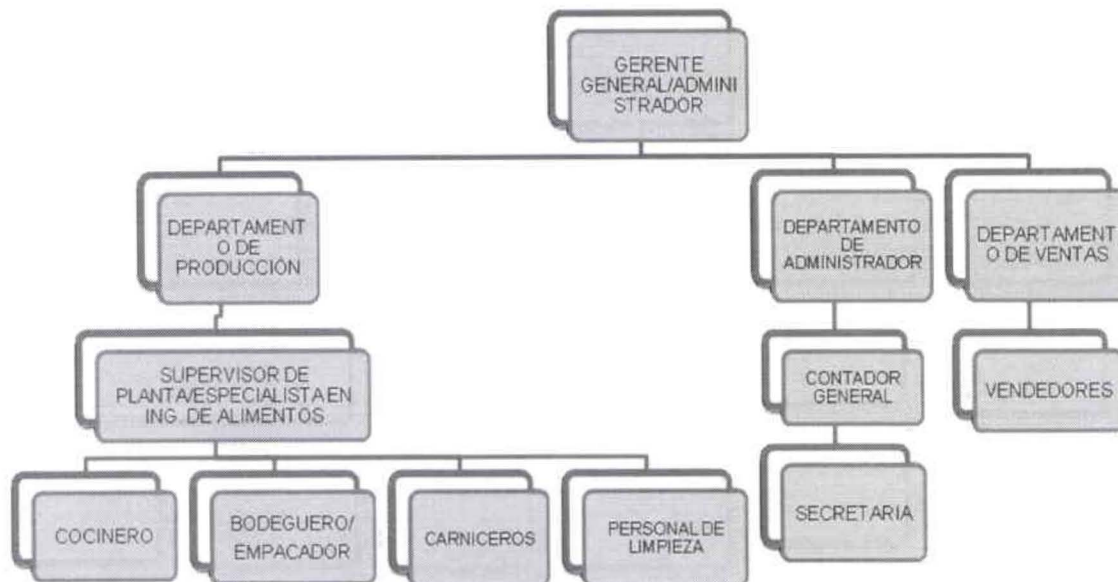 GERENTE
GENERAL/ADMINI
STRADOR
DEPARTAMENT
O DE
PRODUCCIÓN
DEPARTAMENTO
DE
ADMINISTRADOR
DEPARTAMENT
O DE VENTAS
SUPERVISOR DE
PLANTA/ESPECIALISTA EN
ING. DE ALIMENTOS
CONTADOR
GENERAL
VENDEDORES
COCINERO
BODEGUERO/
EMPACADOR
CARNICEROS
PERSONAL DE
LIMPIEZA
SECRETARIA